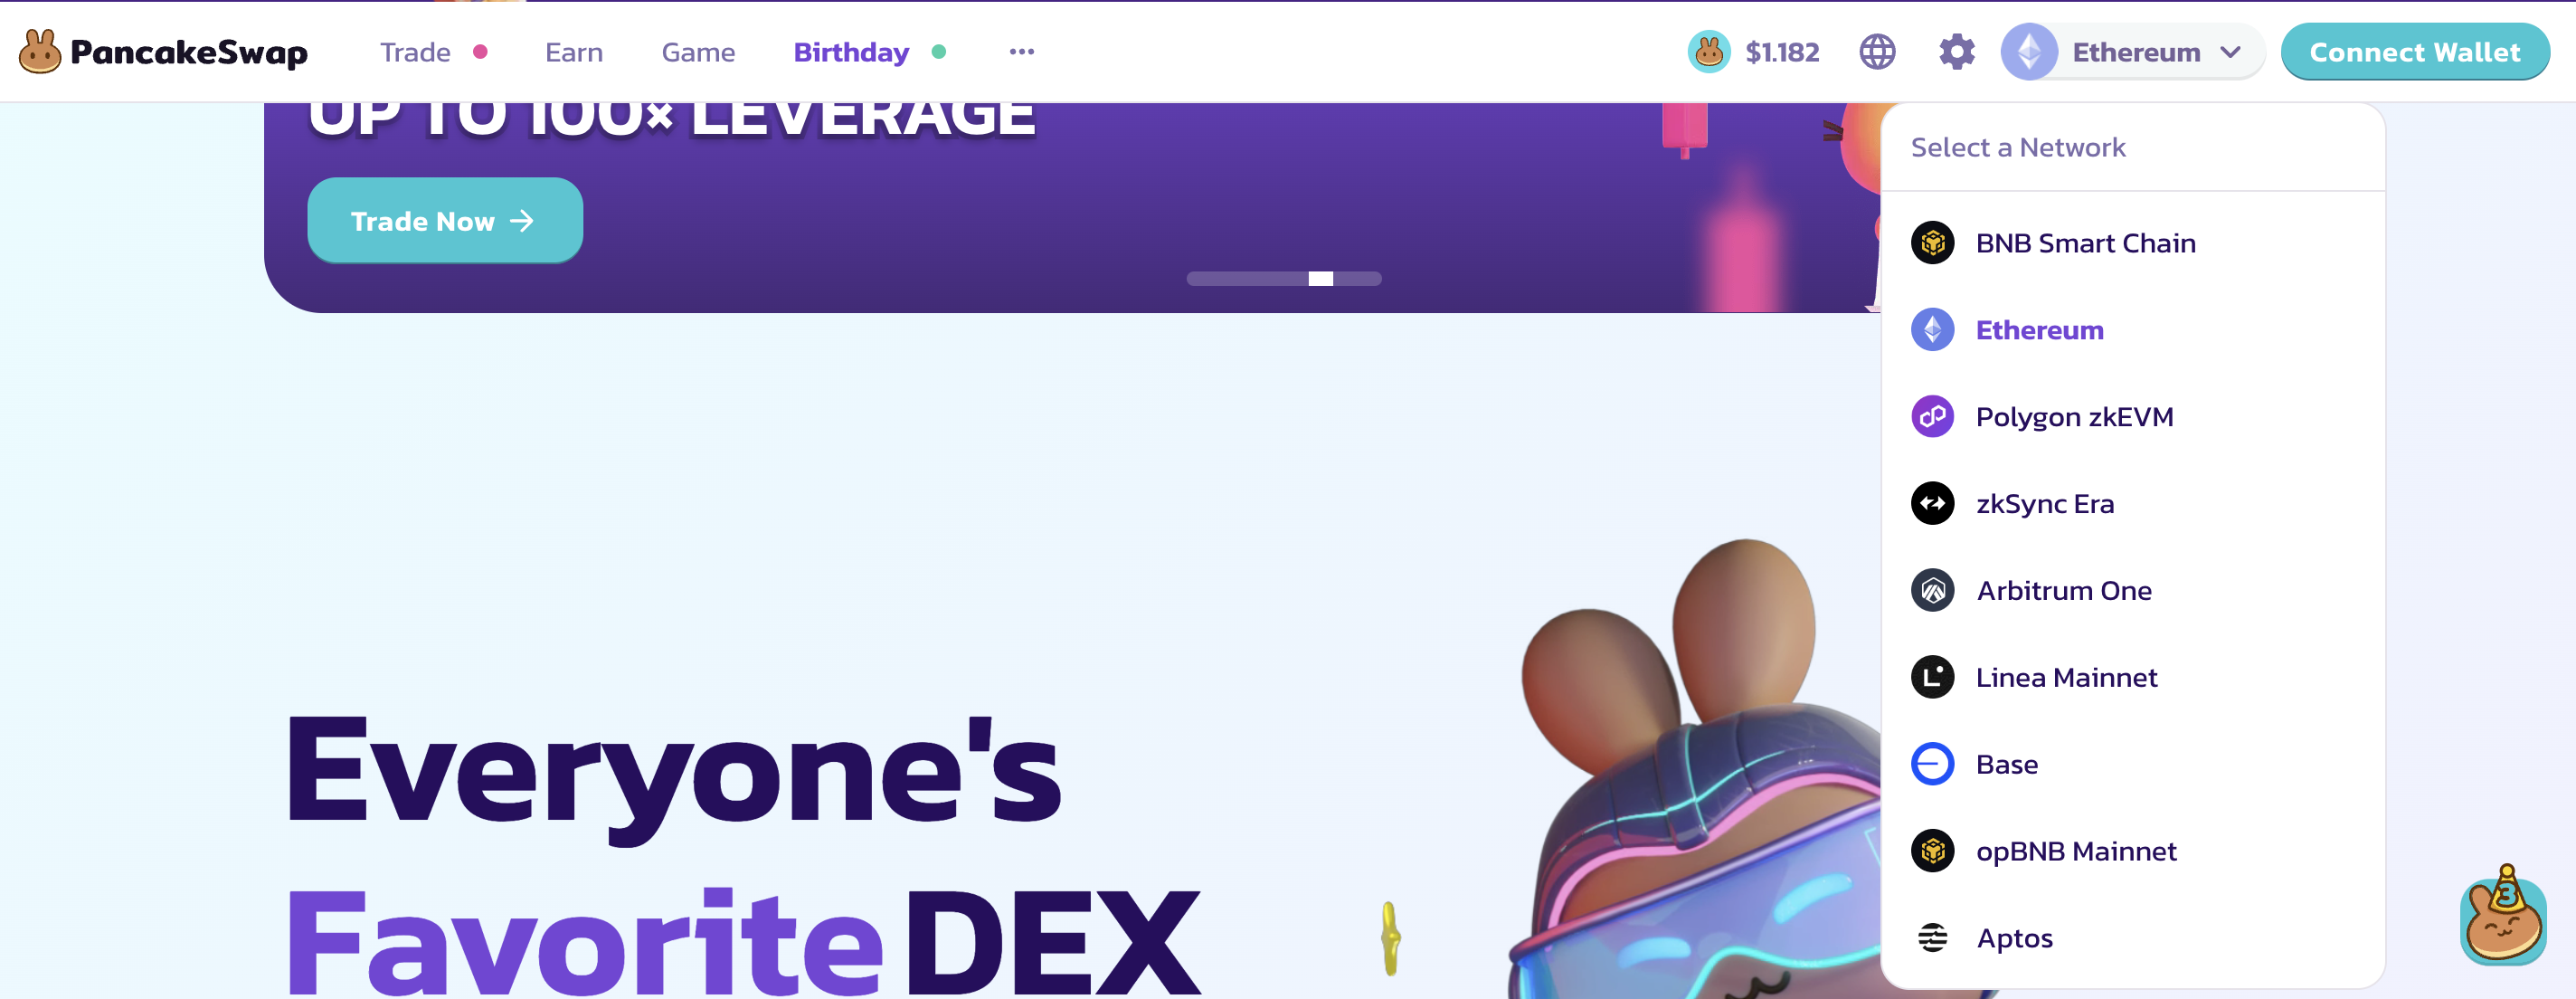 PancakeSwap
Trade
Earn
Game
Birthday
$1.182
Ethereum
Connect Wallet
UP TO 100× LEVERAGE
Trade Now
Select a Network
BNB Smart Chain
Ethereum
Polygon zkEVM
zkSync Era
Arbitrum One
Linea Mainnet
Base
opBNB Mainnet
Aptos
Everyone's
Favorite DEX
3